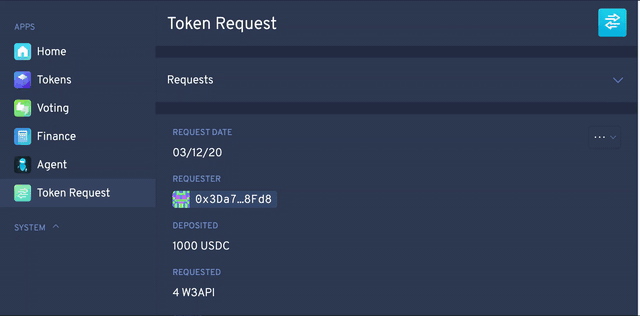 APPS
Home
Tokens
Voting
Finance
Agent
Token Request
SYSTEM
Token Request
Requests
REQUEST DATE
03/12/20
REQUESTER
0x3Da7…8Fd8
DEPOSITED
1000 USDC
REQUESTED
4 W3API